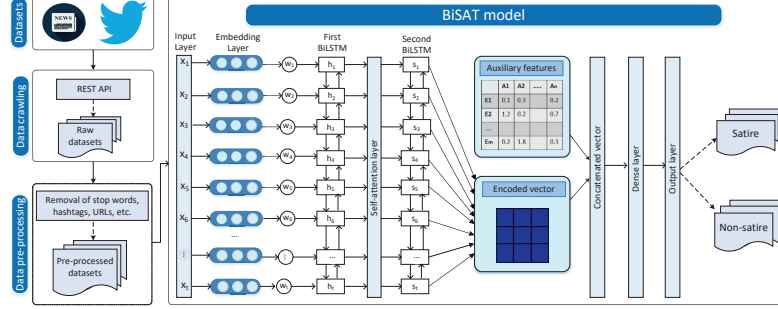 BiSAT model
Datasets
NEWS
Data crawling
REST API
Raw
datasets
Data pre-processing
Removal of stop words,
hashtags, URLs, etc.
Pre-processed
datasets
Input
Layer
Embedding
Layer
First
BiLSTM
Second
BiLSTM
x1 w1 h1 s1
x2 w2 h2 s2
x3 w3 h3 s3
x4 w4 h4 s4
x5 w5 h5 s5
x6 w6 h6 s6
...
⁞ ⁞ ... ...
xt wt ht st
Self-attention layer
Auxiliary features
A1 A2 ..... An
E1 0.1 0.3 0.2
E2 1.2 0.2 0.7
....
Em 0.2 1.8 0.3
Encoded vector
Concatenated vector
Dense layer
Output layer
Satire
Non-satire